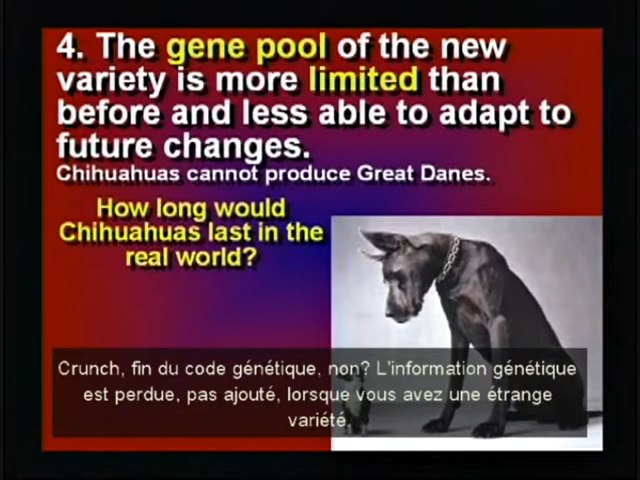 4. The gene pool of the new
variety is more limited than
before and less able to adapt to
future changes.
Chihuahuas cannot produce Great Danes.
How long would
Chihuahuas last in the
real world?
Crunch, fin du code génétique, non? L'information génétique
est perdue, pas ajouté, lorsque vous avez une étrange
variété.